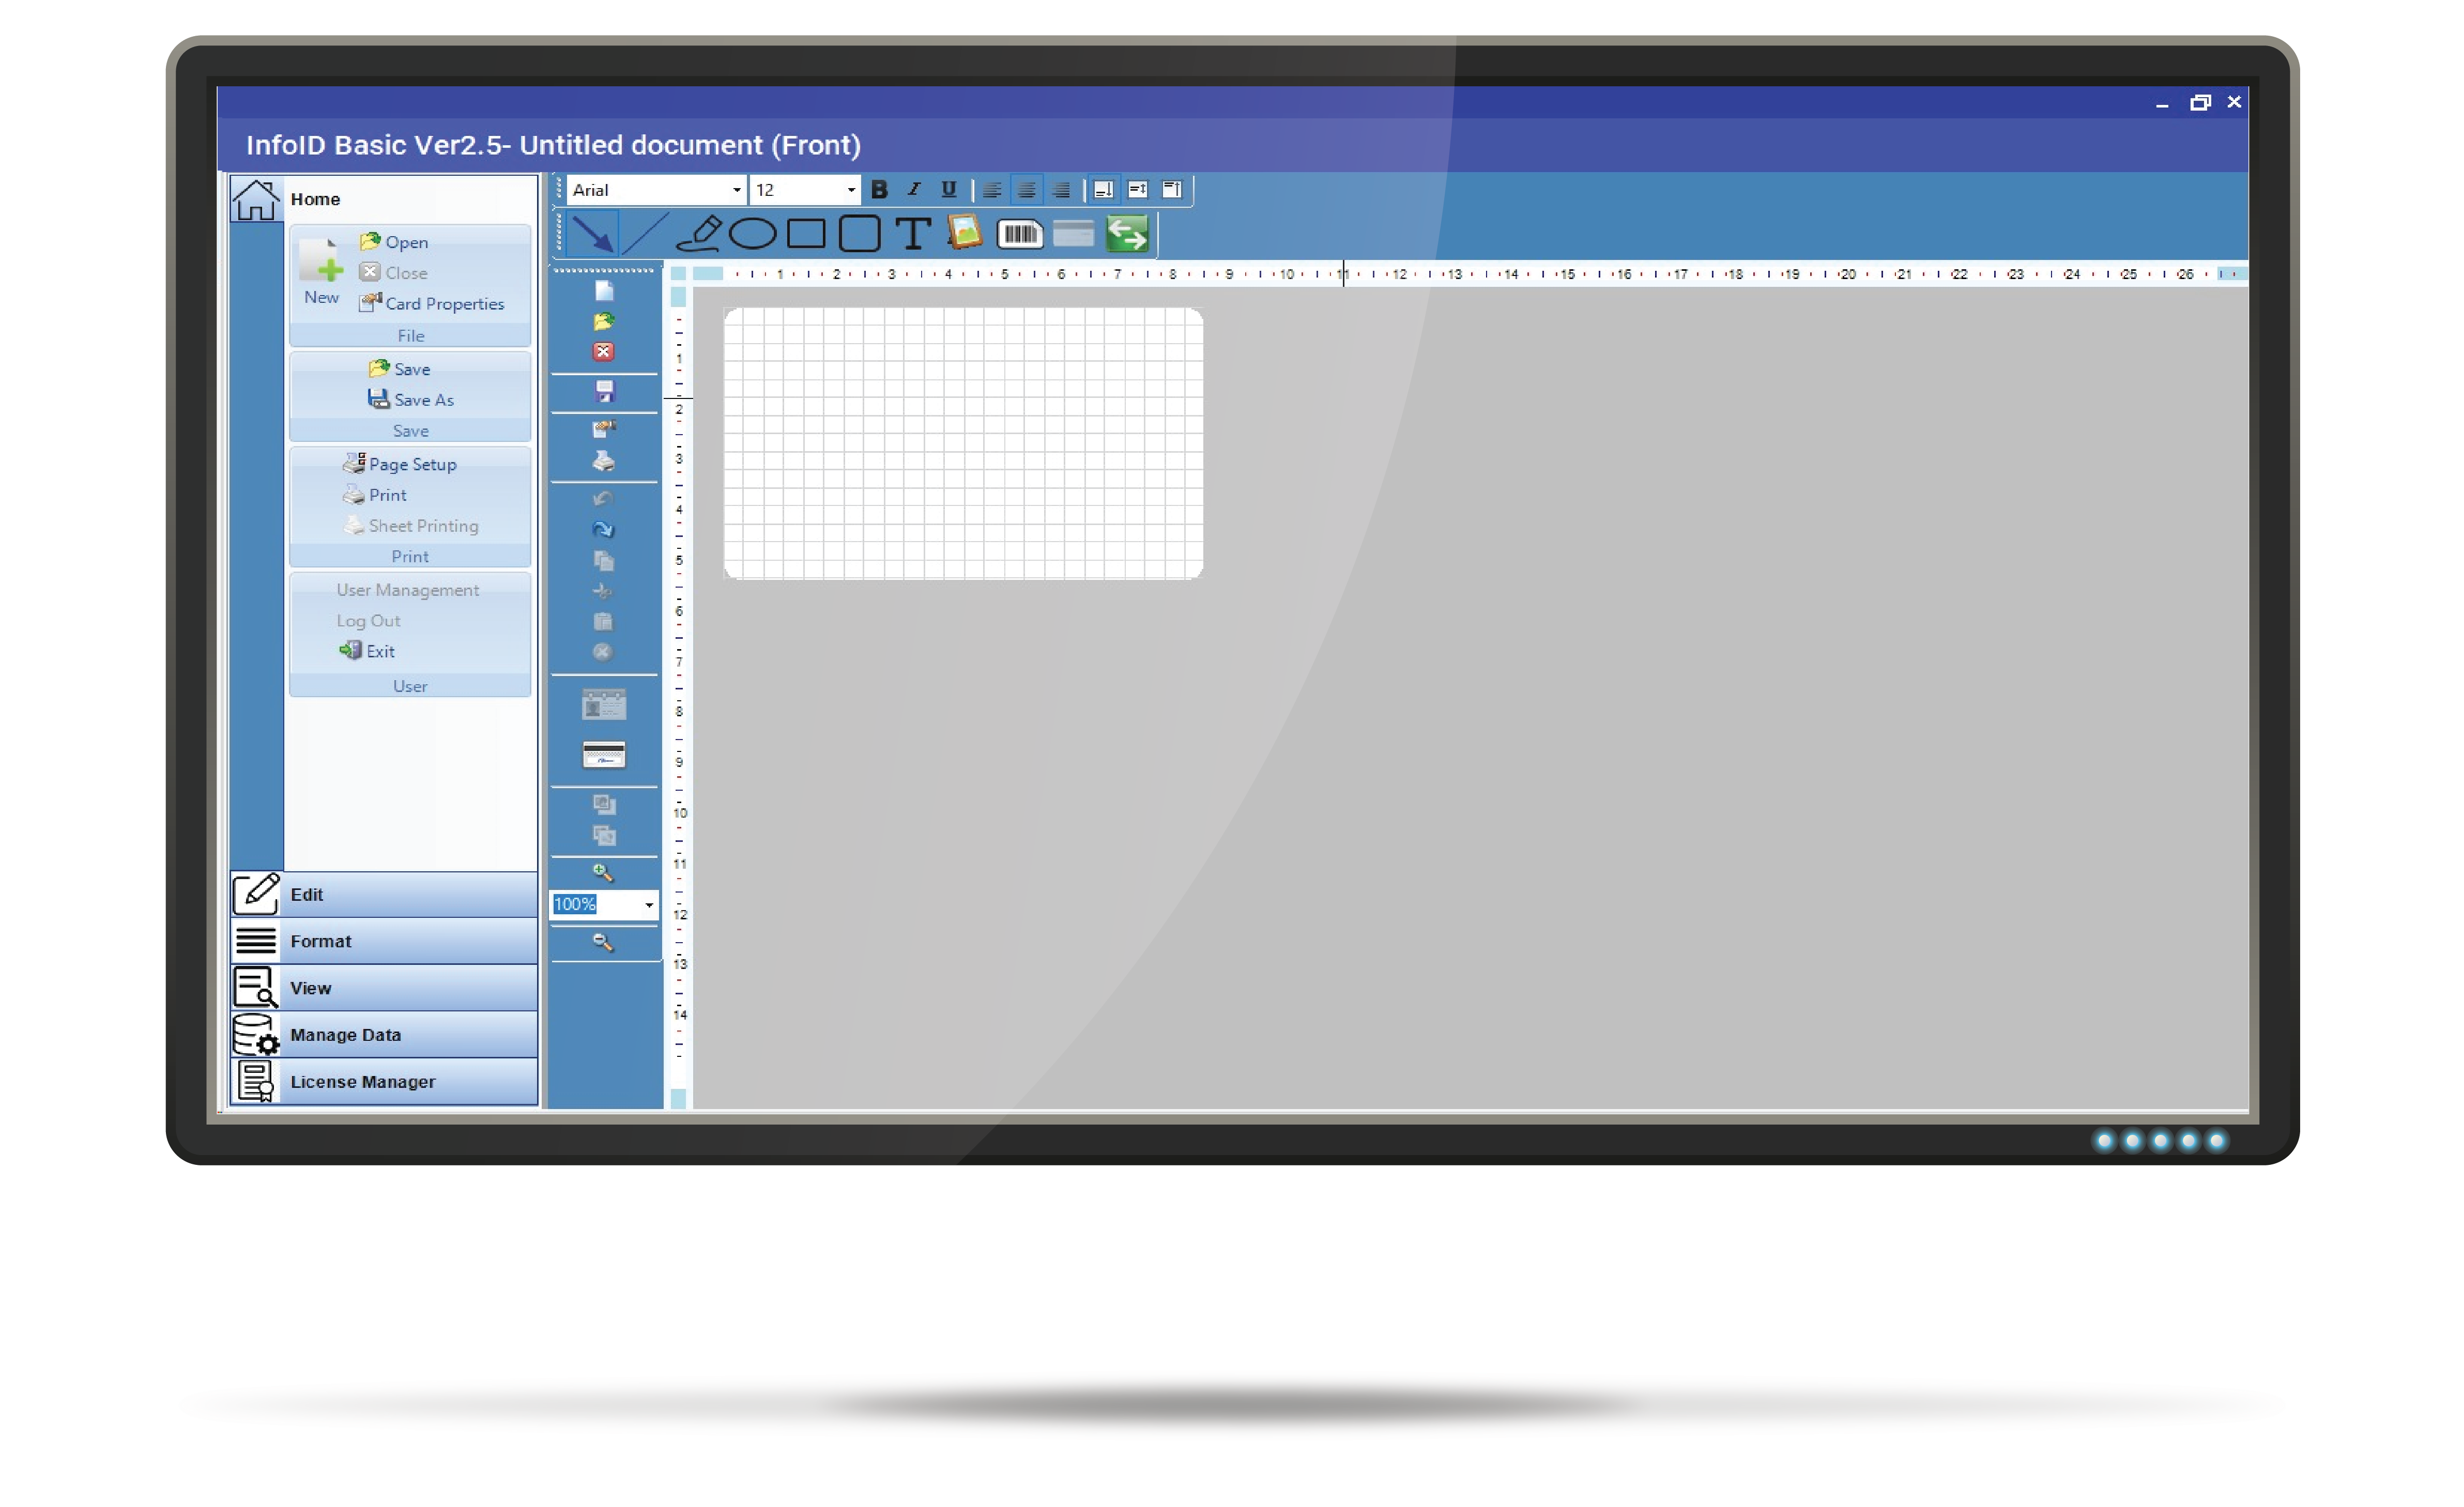 InfoID Basic Ver2.5- Untitled document (Front)
Home
New
Open
Close
Card Properties
File
Save
Save As
Save
Page Setup
Print
Sheet Printing
Print
User Management
Log Out
Exit
User
Edit
Format
View
Manage Data
License Manager
Arial 12 B I U
T
1 2 3 4 5 6 7 8 9 10 11 12 13 14 15 16 17 18 19 20 21 22 23 24 25 26
1
2
3
4
5
6
7
8
9
10
11
12
13
14
100%